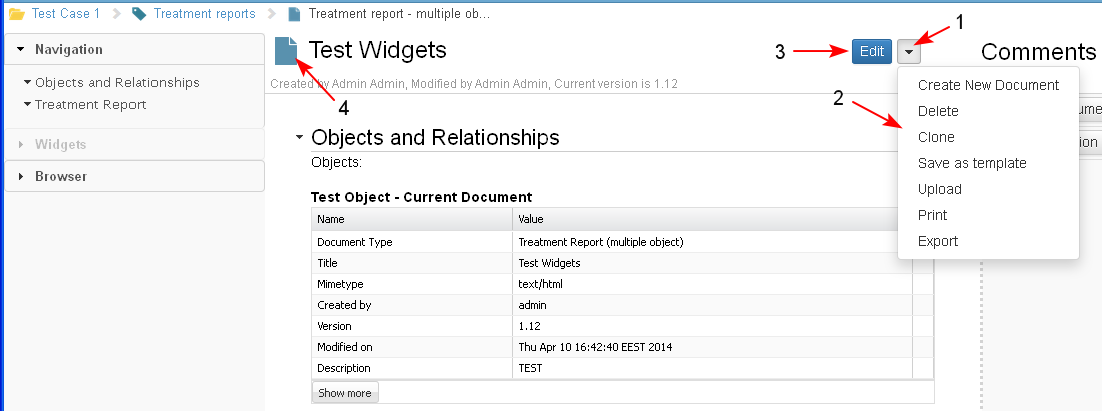 Test Case 1 Treatment reports Treatment report - multiple ob...
Navigation
Objects and Relationships
Treatment Report
Widgets
Browser
Test Widgets
Created by Admin Admin, Modified by Admin Admin, Current version is 1.12
4
3
Edit
1
2
Create New Document
Delete
Clone
Save as template
Upload
Print
Export
Comments
ume
ion
Objects and Relationships
Objects:
Test Object - Current Document
Name Value
Document Type Treatment Report (multiple object)
Title Test Widgets
Mimetype text/html
Created by admin
Version 1.12
Modified on Thu Apr 10 16:42:40 EEST 2014
Description TEST
Show more